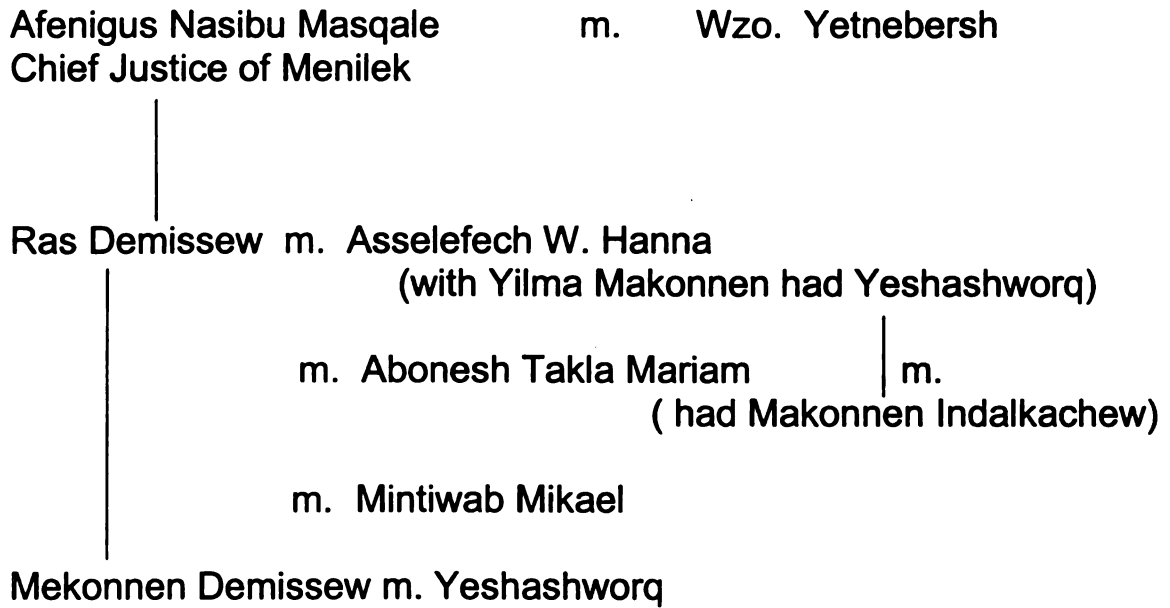 Afenigus Nasibu Masqale m. Wzo. Yetnebersh
Chief Justice of Menilek
Ras Demissew m. Asselefech W. Hanna
(with Yilma Makonnen had Yeshashworq)
m. Abonesh Takla Mariam m.
( had Makonnen Indalkachew)
m. Mintiwab Mikael
Mekonnen Demissew m. Yeshashworq